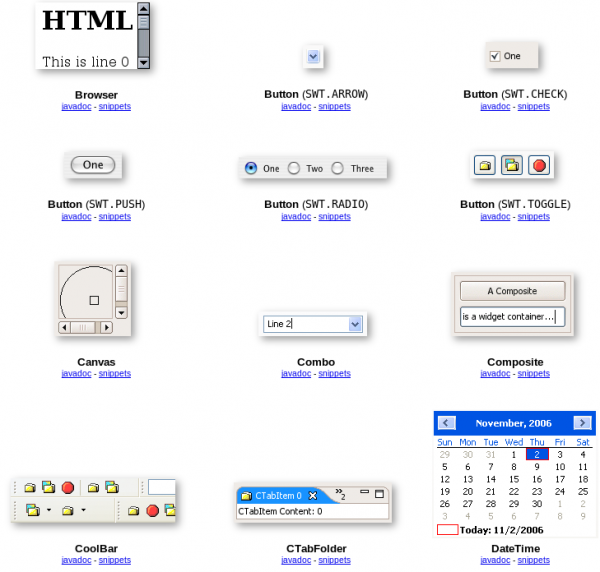 HTML
This is line 0
Browser
javadoc - snippets
Button (SWT.ARROW)
javadoc - snippets
One
Button (SWT.CHECK)
javadoc - snippets
One
Button (SWT.PUSH)
javadoc - snippets
One Two Three
Button (SWT.RADIO)
javadoc - snippets
Button (SWT.TOGGLE)
javadoc - snippets
Canvas
javadoc - snippets
Line 2
Combo
javadoc - snippets
A Composite
is a widget container...
Composite
javadoc - snippets
CoolBar
javadoc - snippets
CTabItem 0 X »2
CTabItem Content: 0
CTabFolder
javadoc - snippets
November, 2006
Sun Mon Tue Wed Thu Fri Sat
29 30 31 1 2 3 4
5 6 7 8 9 10 11
12 13 14 15 16 17 18
19 20 21 22 23 24 25
26 27 28 29 30 1 2
3 4 5 6 7 8 9
Today: 11/2/2006
DateTime
javadoc - snippets